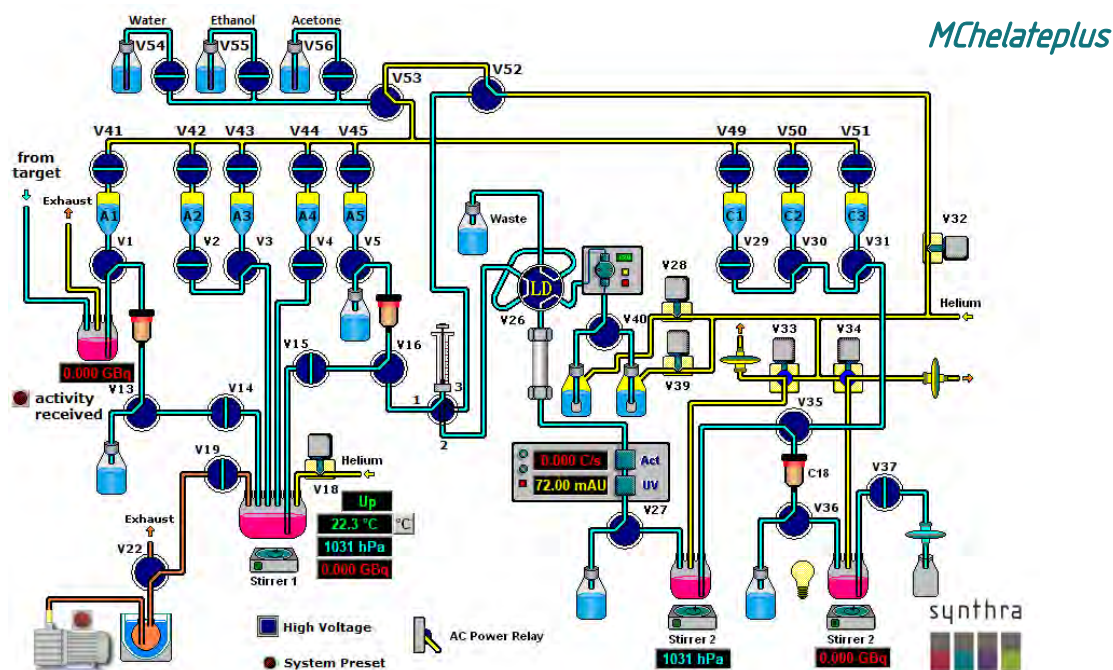 MChelateplus
Water
Ethanol
Acetone
V54
V55
V56
V53
V52
V41
V42
V43
V44
V45
V49
V50
V51
from
target
Exhaust
A1
A2
A3
A4
A5
C1
C2
C3
Waste
V32
V1
V2
V3
V4
V5
V29
V30
V31
V28
LD
V26
Helium
V40
V33
V34
V15
V16
V39
0.000 GBq
activity
received
V13
V14
1
3
2
V35
V19
Helium
V18
0.000 C/s
Act
72.00 mAU
UV
C18
V37
Exhaust
Up
22.3 °C
°C
1031 hPa
0.000 GBq
V27
V36
V22
Stirrer 1
High Voltage
AC Power Relay
System Preset
Stirrer 2
1031 hPa
Stirrer 2
0.000 GBq
synthra